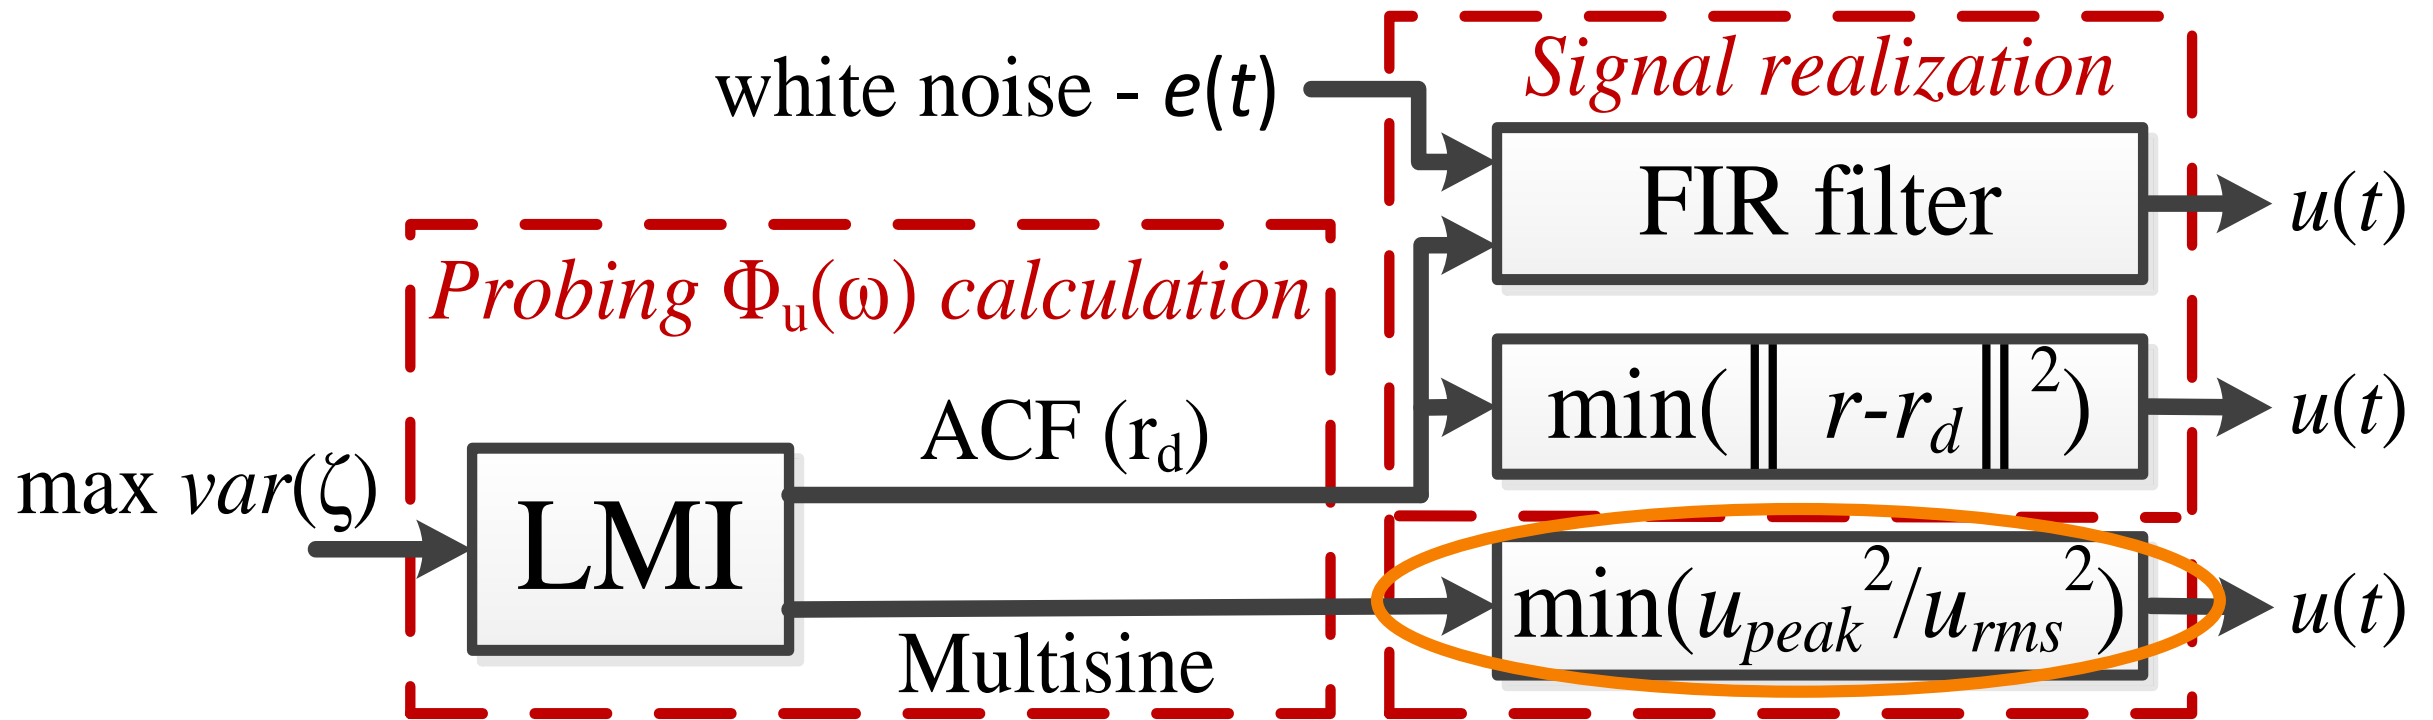 white noise - e(t)
Signal realization
FIR filter
u(t)
Probing Φu(ω) calculation
min(‖ r-rd‖²)
u(t)
ACF (rd)
max var(ζ)
LMI
min(upeak²/urms²)
u(t)
Multisine